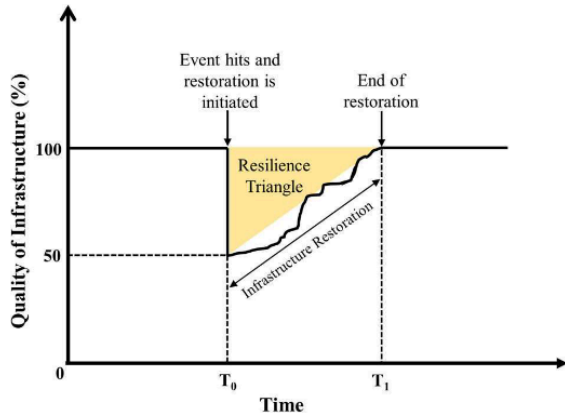 Event hits and
restoration is
initiated
End of
restoration
Quality of Infrastructure (%)
100
Resilience
Triangle
Infrastructure Restoration
50
0
T₀
T₁
Time